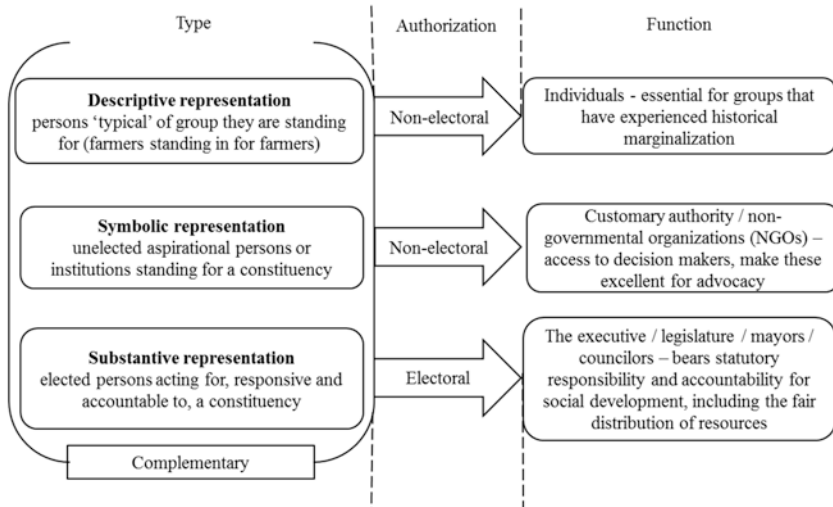 Type
Authorization
Function
Descriptive representation
persons ‘typical’ of group they are standing
for (farmers standing in for farmers)
Non-electoral
Individuals - essential for groups that
have experienced historical
marginalization
Symbolic representation
unelected aspirational persons or
institutions standing for a constituency
Non-electoral
Customary authority / non-
governmental organizations (NGOs) –
access to decision makers, make these
excellent for advocacy
Substantive representation
elected persons acting for, responsive and
accountable to, a constituency
Electoral
The executive / legislature / mayors /
councilors – bears statutory
responsibility and accountability for
social development, including the fair
distribution of resources
Complementary